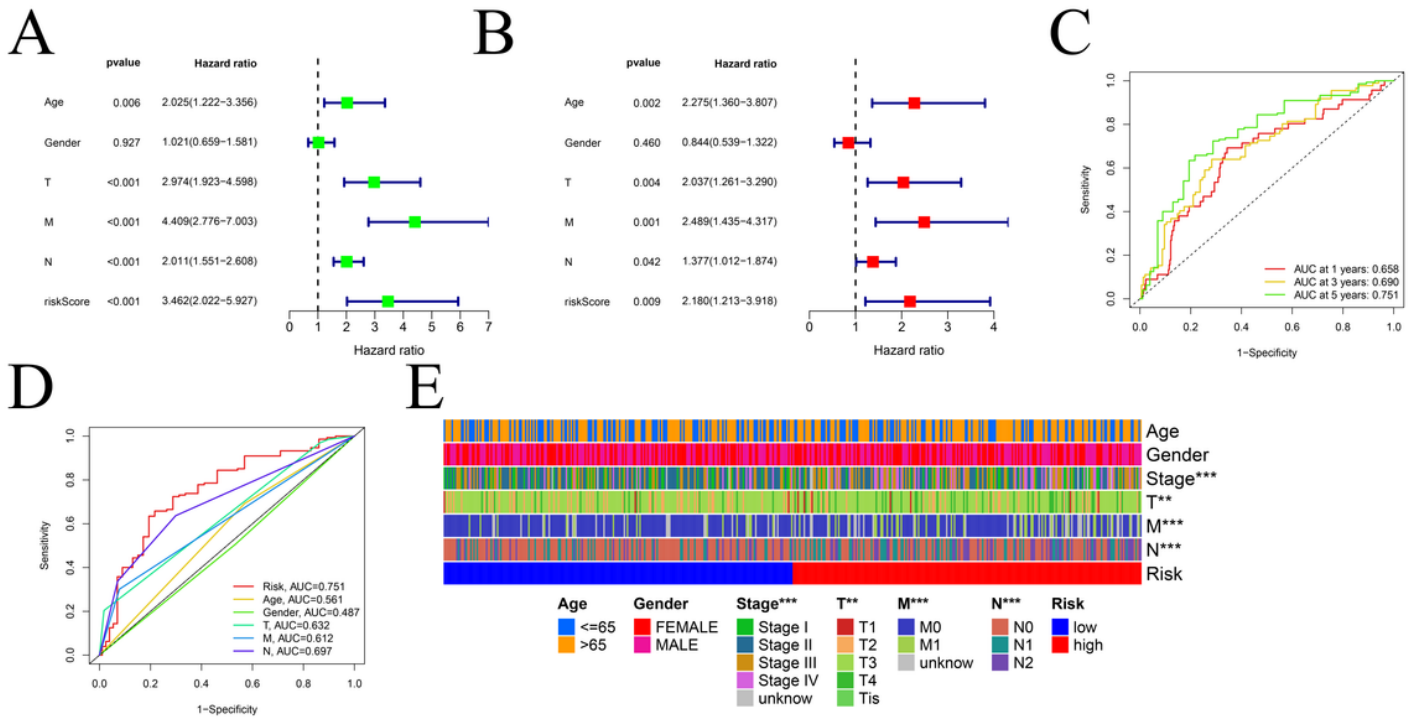 A
pvalue Hazard ratio
Age 0.006 2.025(1.222−3.356)
Gender 0.927 1.021(0.659−1.581)
T <0.001 2.974(1.923−4.598)
M <0.001 4.409(2.776−7.003)
N <0.001 2.011(1.551−2.608)
riskScore <0.001 3.462(2.022−5.927)
0 1 2 3 4 5 6 7
Hazard ratio
B
pvalue Hazard ratio
Age 0.002 2.275(1.360−3.807)
Gender 0.460 0.844(0.539−1.322)
T 0.004 2.037(1.261−3.290)
M 0.001 2.489(1.435−4.317)
N 0.042 1.377(1.012−1.874)
riskScore 0.009 2.180(1.213−3.918)
0 1 2 3 4
Hazard ratio
C
Sensitivity
1.0
0.8
0.6
0.4
0.2
0.0
AUC at 1 years: 0.658
AUC at 3 years: 0.690
AUC at 5 years: 0.751
0.0 0.2 0.4 0.6 0.8 1.0
1−Specificity
D
Sensitivity
1.0
0.8
0.6
0.4
0.2
0.0
Risk, AUC=0.751
Age, AUC=0.561
Gender, AUC=0.487
T, AUC=0.632
M, AUC=0.612
N, AUC=0.697
0.0 0.2 0.4 0.6 0.8 1.0
1−Specificity
E
Age
Gender
Stage***
T**
M***
N***
Risk
Age Gender Stage*** T** M*** N*** Risk
<=65 FEMALE Stage I T1 M0 N0 low
>65 MALE Stage II T2 M1 N1 high
Stage III T3 unknow N2
Stage IV T4
unknow Tis